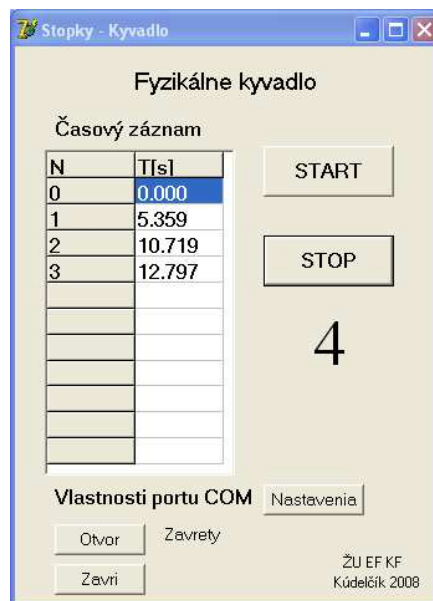 Stopky - Kyvadlo
Fyzikálne kyvadlo
Časový záznam
N T[s]
0 0.000
1 5.359
2 10.719
3 12.797
START
STOP
4
Vlastnosti portu COM Nastavenia
Otvor Zavrety
Zavri
ŽU EF KF
Kúdelčík 2008